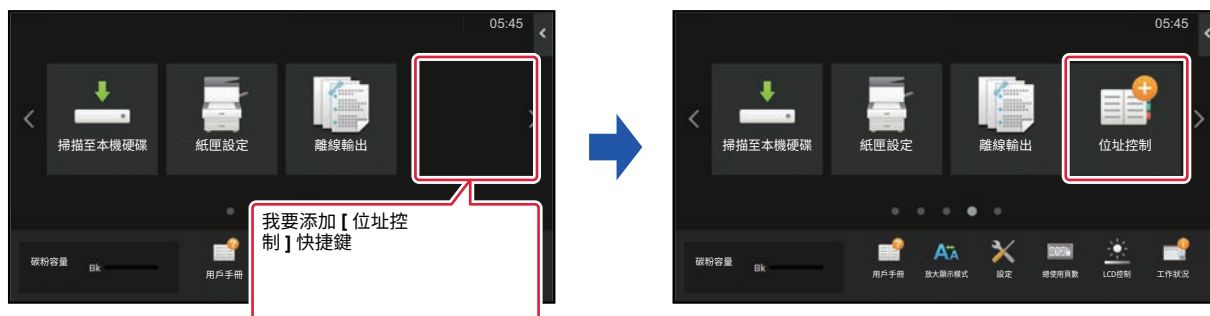 05:45
掃描至本機硬碟
紙匣設定
離線輸出
我要添加 [ 位址控
制 ] 快捷鍵
碳粉容量
Bk
用戶手冊
05:45
掃描至本機硬碟
紙匣設定
離線輸出
位址控制
碳粉容量
Bk
用戶手冊
放大顯示模式
設定
總使用頁數
LCD控制
工作狀況